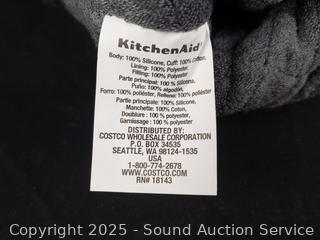 KitchenAid®
Body: 100% Silicone, Cuff: 100% Cotton,
Lining: 100% Polyester,
Filling: 100% Polyester
Parte principal: 100 % Silicona,
Puño: 100% algodón,
Forro: 100% poliéster, Rellene: 100% poliéster
Parte principale: 100% Silicone,
Manchette: 100% Coton,
Doublure : 100% polyester,
Garnissage : 100% polyester
DISTRIBUTED BY:
COSTCO WHOLESALE CORPORATION
P.O. BOX 34535
SEATTLE, WA 98124-1535
USA
1-800-774-2678
WWW.COSTCO.COM
RN# 18143
Copyright 2025 - Sound Auction Service